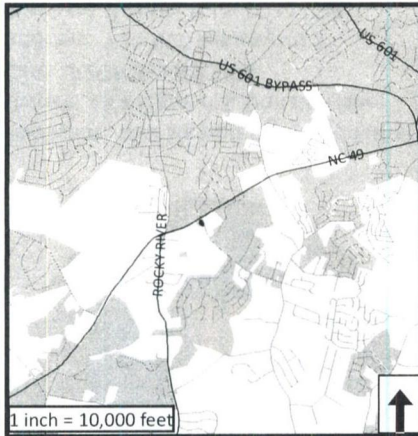 US 601
US 601 BYPASS
NC 49
ROCKY RIVER
1 inch = 10,000 feet